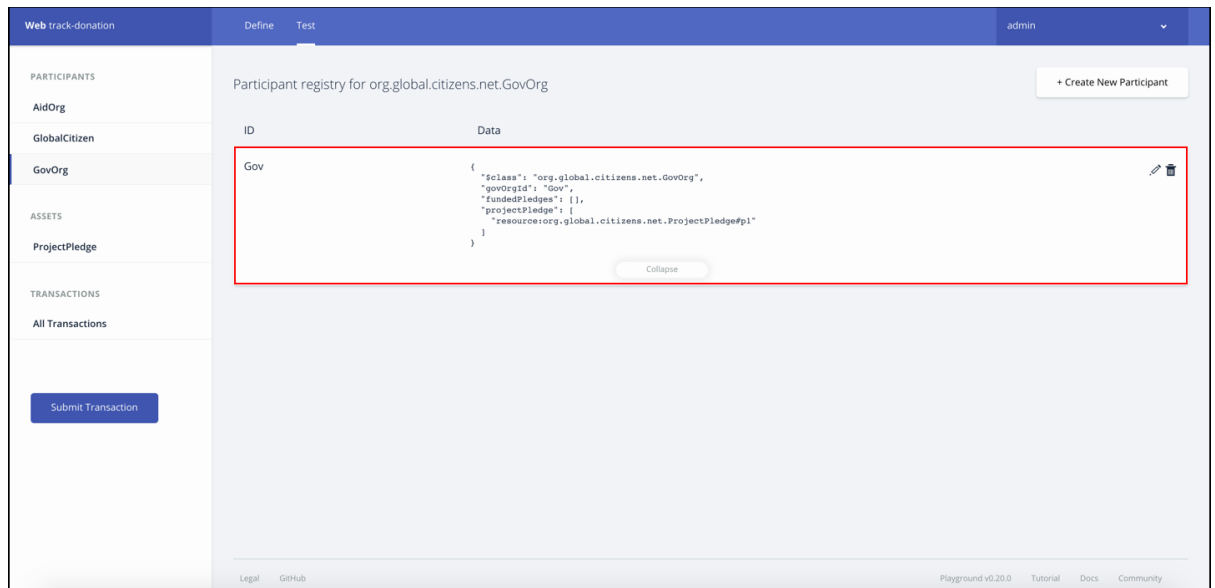 Web track-donation
Define Test
admin
PARTICIPANTS
AidOrg
GlobalCitizen
GovOrg
ASSETS
ProjectPledge
TRANSACTIONS
All Transactions
Submit Transaction
Participant registry for org.global.citizens.net.GovOrg
+ Create New Participant
ID Data
Gov
{
"$class": "org.global.citizens.net.GovOrg",
"govOrgId": "Gov",
"fundedPledges": [],
"projectPledge": [
"resource:org.global.citizens.net.ProjectPledge#p1"
]
}
Collapse
Legal GitHub
Playground v0.20.0 Tutorial Docs Community